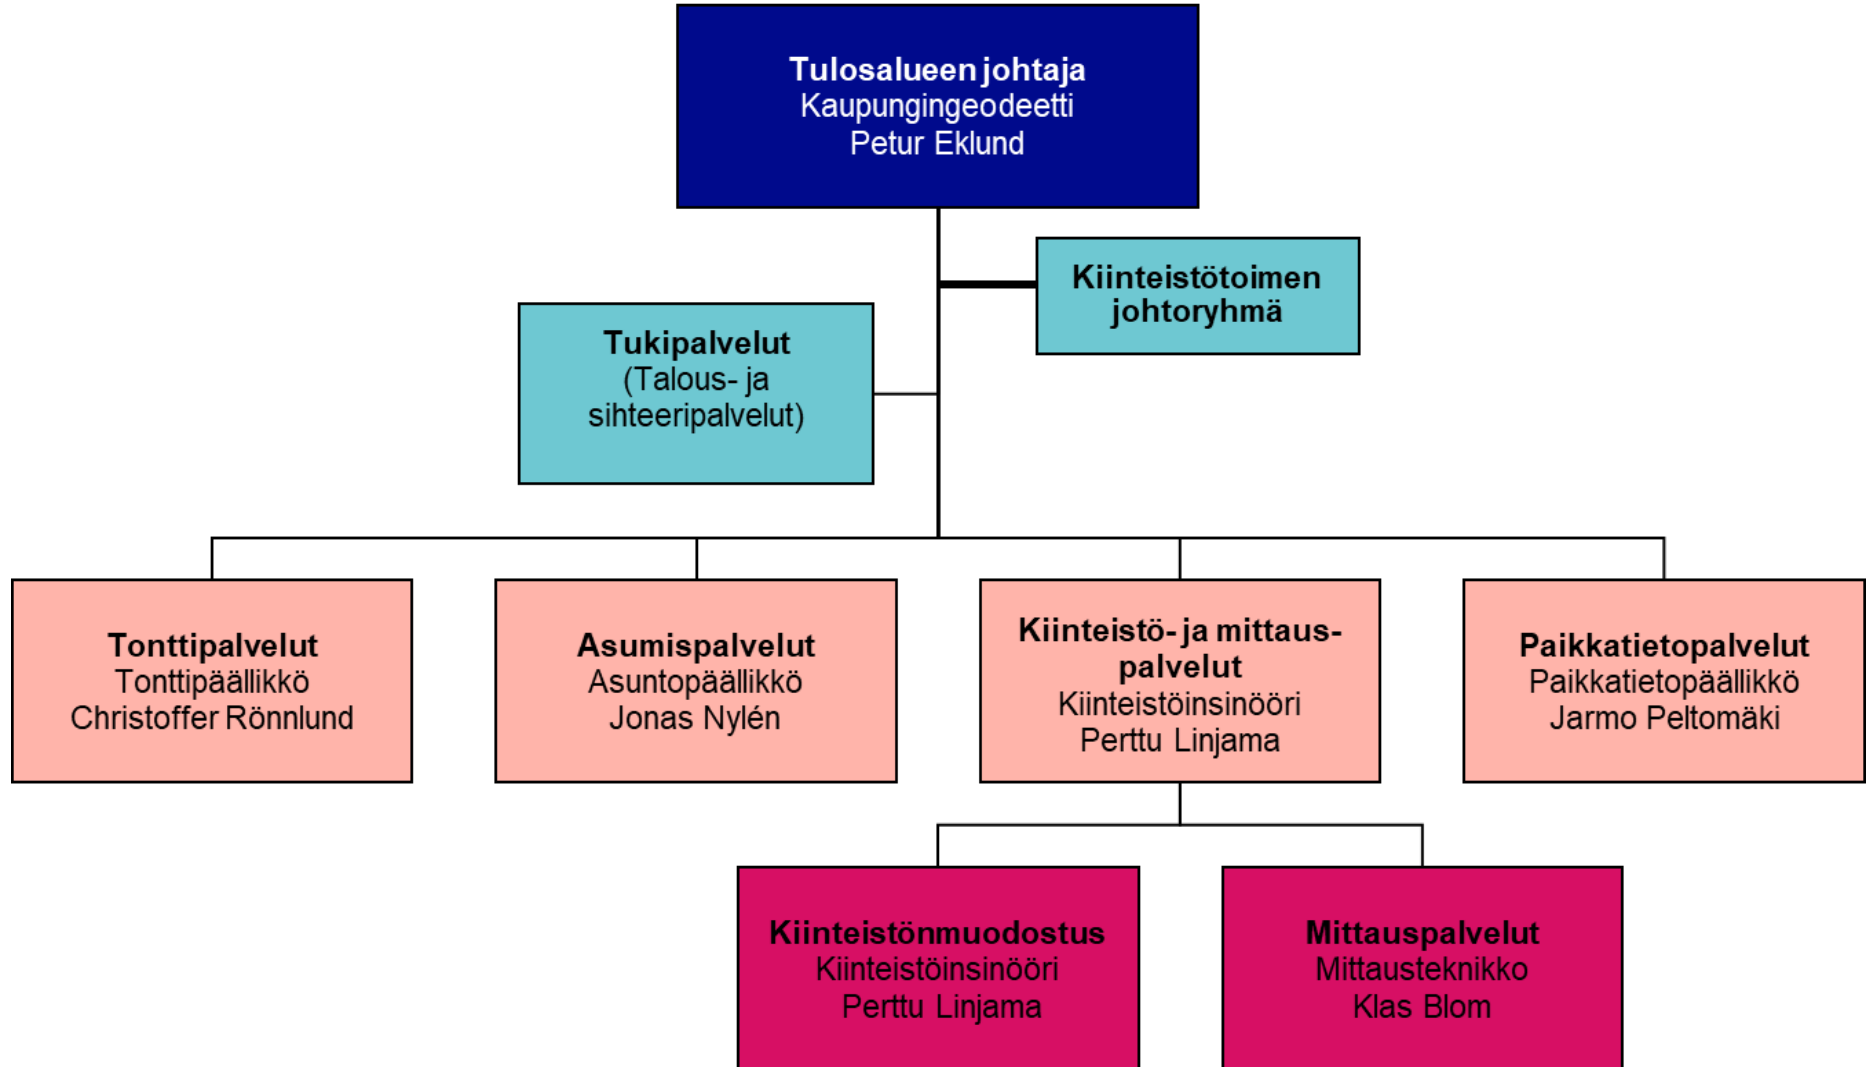 Tulosalueen johtaja
Kaupungingeodeetti
Petur Eklund
Kiinteistötoimen
johtoryhmä
Tukipalvelut
(Talous- ja
sihteeripalvelut)
Tonttipalvelut
Tonttipäällikkö
Christoffer Rönnlund
Asumispalvelut
Asuntopäällikkö
Jonas Nylén
Kiinteistö- ja mittaus-
palvelut
Kiinteistöinsinööri
Perttu Linjama
Paikkatietopalvelut
Paikkatietopäällikkö
Jarmo Peltomäki
Kiinteistönmuodostus
Kiinteistöinsinööri
Perttu Linjama
Mittauspalvelut
Mittausteknikko
Klas Blom